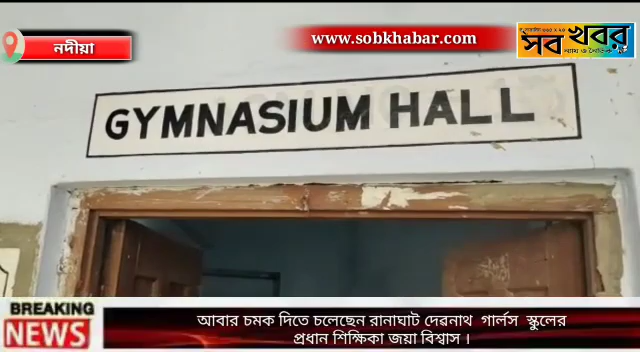 নদীয়া
www.sobkhabar.com
সব খবর
GYMNASIUM HALL
BREAKING
NEWS
আবার চমক দিতে চলেছেন রানাঘাট দেবনাথ গার্লস স্কুলের
প্রধান শিক্ষিকা জয়া বিশ্বাস ।